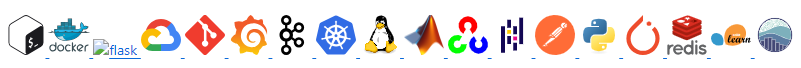 $_
docker
flask
redis
learn